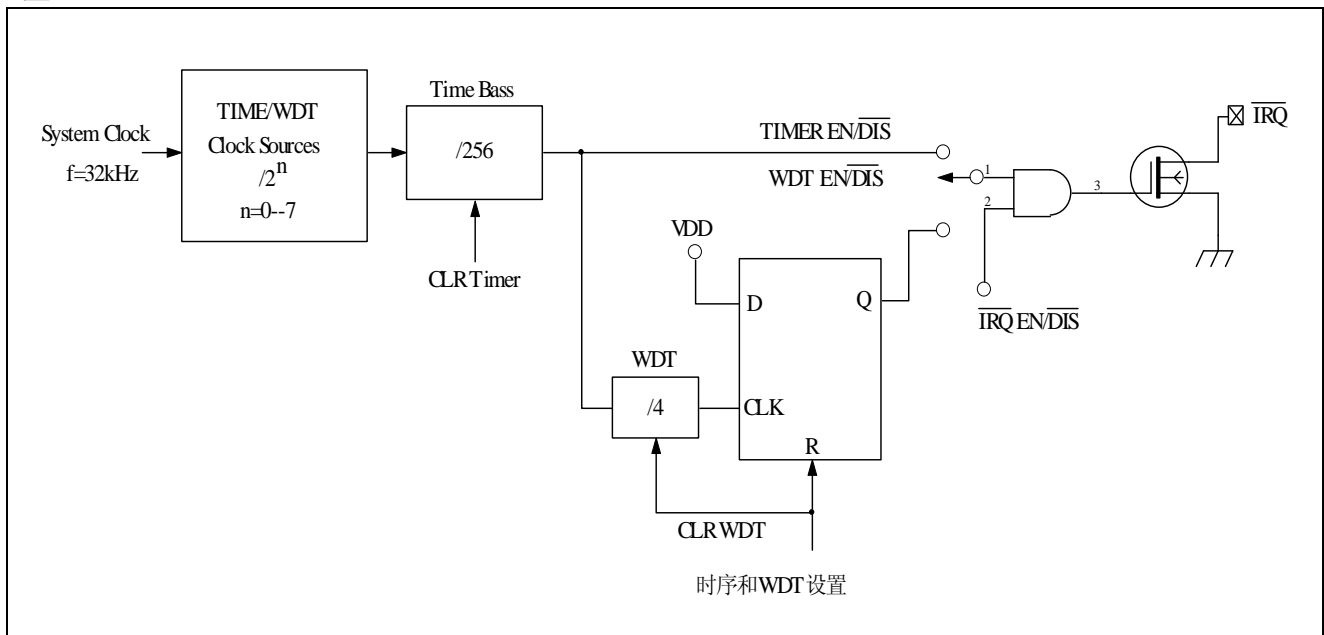 System Clock
f=32kHz
TIME/WDT
Clock Sources
/2ⁿ
n=0--7
Time Bass
/256
CLR Timer
TIMER EN/DIS
WDT EN/DIS
1
2
3
IRQ
IRQ EN/DIS
VDD
D
Q
CLK
R
WDT
/4
CLR WDT
时序和WDT设置